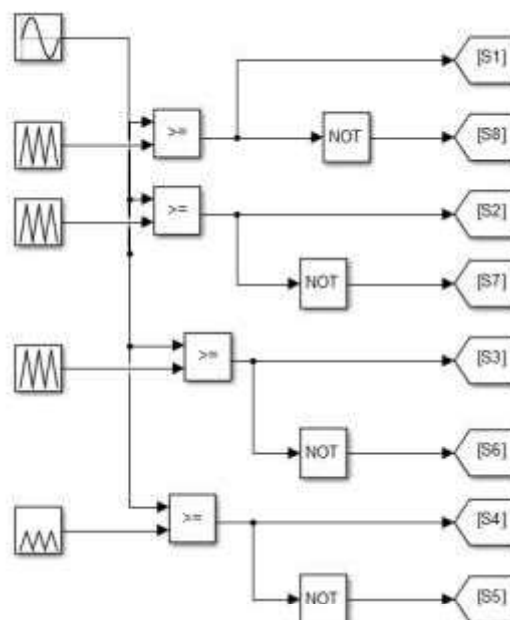 [S1]
>=
NOT
[S8]
>=
[S2]
NOT
[S7]
>=
[S3]
NOT
[S6]
>=
[S4]
NOT
[S5]